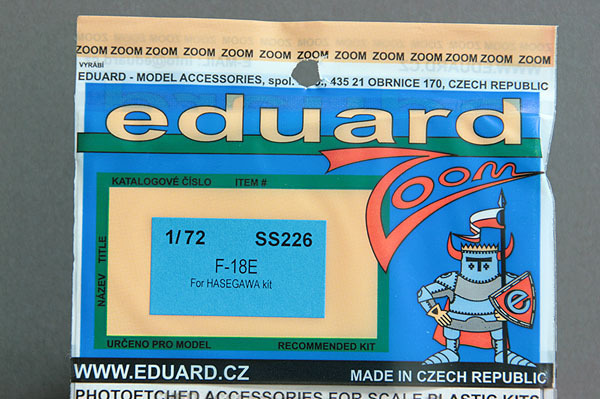 ZOOM ZOOM ZOOM ZOOM ZOOM ZOOM ZOOM ZOOM ZOOM ZOOM ZOOM ZOOM ZOOM ZOOM
VYRÁBÍ
EDUARD - MODEL ACCESSORIES, spol. 435 21 OBRNICE 170, CZECH REPUBLIC
eduard
Zoom
KATALOGOVÉ ČÍSLO ITEM #
1/72 SS226
F-18E
For HASEGAWA kit
NÁZEV TITLE
e
URČENO PRO MODEL RECOMMENDED KIT
WWW.EDUARD.CZ MADE IN CZECH REPUBLIC
PHOTOETCHED ACCESSORIES FOR SCALE PLASTIC KITS